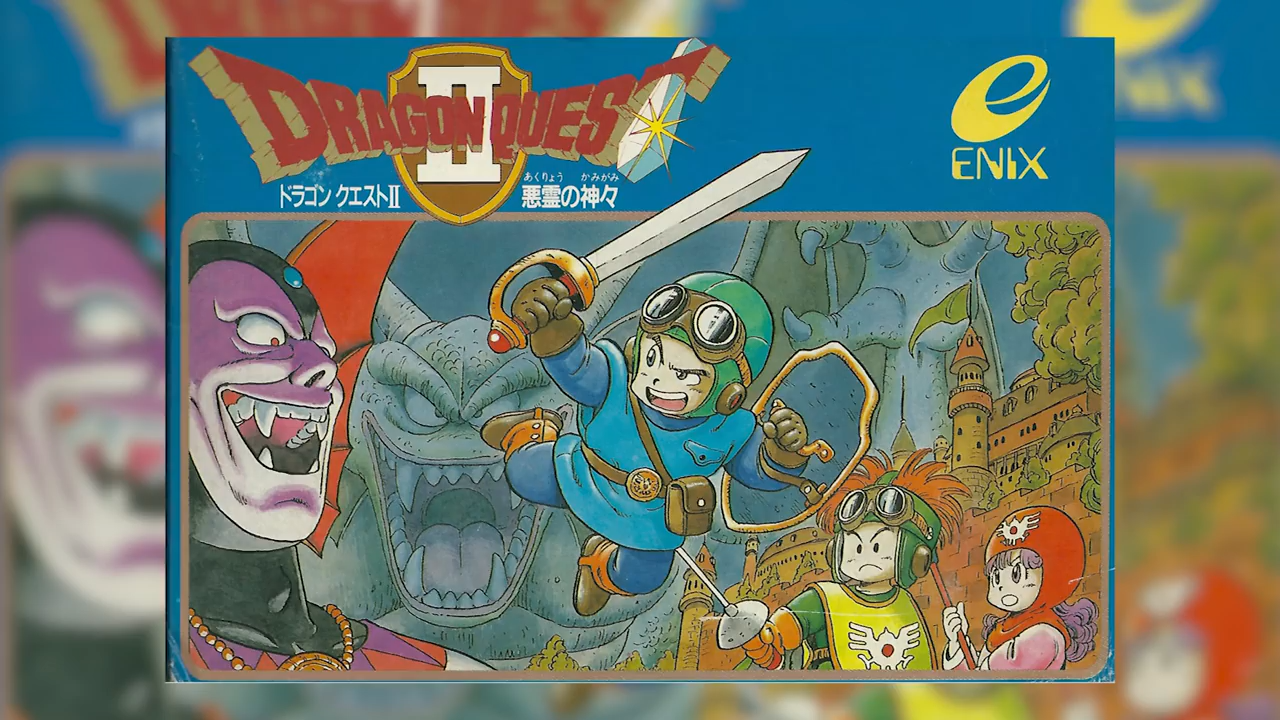 DRAGON QUEST
II
ドラゴン クエストII
あくりょう かみがみ
悪霊の神々
ENIX